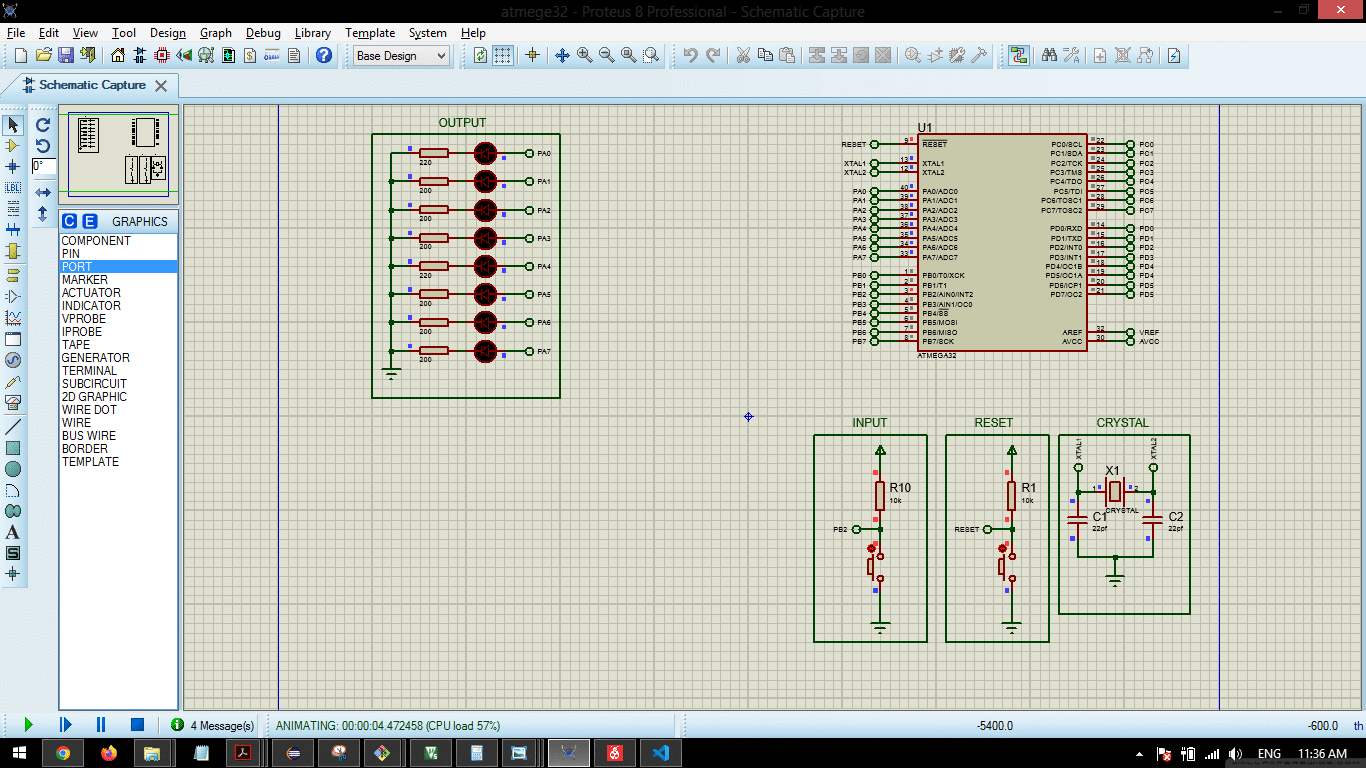 atmege32 - Proteus 8 Professional - Schematic Capture
File Edit View Tool Design Graph Debug Library Template System Help
Base Design
Schematic Capture
0°
LBL
C E GRAPHICS
COMPONENT
PIN
PORT
MARKER
ACTUATOR
INDICATOR
VPROBE
IPROBE
TAPE
GENERATOR
TERMINAL
SUBCIRCUIT
2D GRAPHIC
WIRE DOT
WIRE
BUS WIRE
BORDER
TEMPLATE
A
S
OUTPUT
220 PA0
200 PA1
200 PA2
200 PA3
220 PA4
200 PA5
200 PA6
200 PA7
U1
RESET 9 RESET PC0/SCL 22 PC0
PC1/SDA 23 PC1
XTAL1 13 XTAL1 PC2/TCK 24 PC2
XTAL2 12 XTAL2 PC3/TMS 25 PC3
PC4/TDO 26 PC4
PA0 40 PA0/ADC0 PC5/TDI 27 PC5
PA1 39 PA1/ADC1 PC6/TOSC1 28 PC6
PA2 38 PA2/ADC2 PC7/TOSC2 29 PC7
PA3 37 PA3/ADC3
PA4 36 PA4/ADC4 PD0/RXD 14 PD0
PA5 35 PA5/ADC5 PD1/TXD 15 PD1
PA6 34 PA6/ADC6 PD2/INT0 16 PD2
PA7 33 PA7/ADC7 PD3/INT1 17 PD3
PD4/OC1B 18 PD4
PB0 1 PB0/T0/XCK PD5/OC1A 19 PD4
PB1 2 PB1/T1 PD6/ICP1 20 PD5
PB2 3 PB2/AIN0/INT2 PD7/OC2 21 PD5
PB3 4 PB3/AIN1/OC0
PB4 5 PB4/SS
PB5 6 PB5/MOSI
PB6 7 PB6/MISO AREF 32 VREF
PB7 8 PB7/SCK AVCC 30 AVCC
ATMEGA32
INPUT
R10
10k
PB2
RESET
R1
10k
RESET
CRYSTAL
XTAL1 XTAL2
X1
1 2
CRYSTAL
C1
22pf
C2
22pf
4 Message(s) ANIMATING: 00:00:04.472458 (CPU load 57%) -5400.0 -600.0 th
ENG 11:36 AM